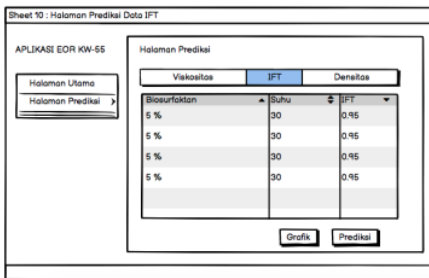 Sheet 10 : Halaman Prediksi Data IFT
APLIKASI EOR KW-55
Halaman Utama
Halaman Prediksi
Halaman Prediksi
Viskositas IFT Densitas
Biosurfaktan Suhu IFT
5 % 30 0.95
5 % 30 0.95
5 % 30 0.95
5 % 30 0.95
Grafik Prediksi